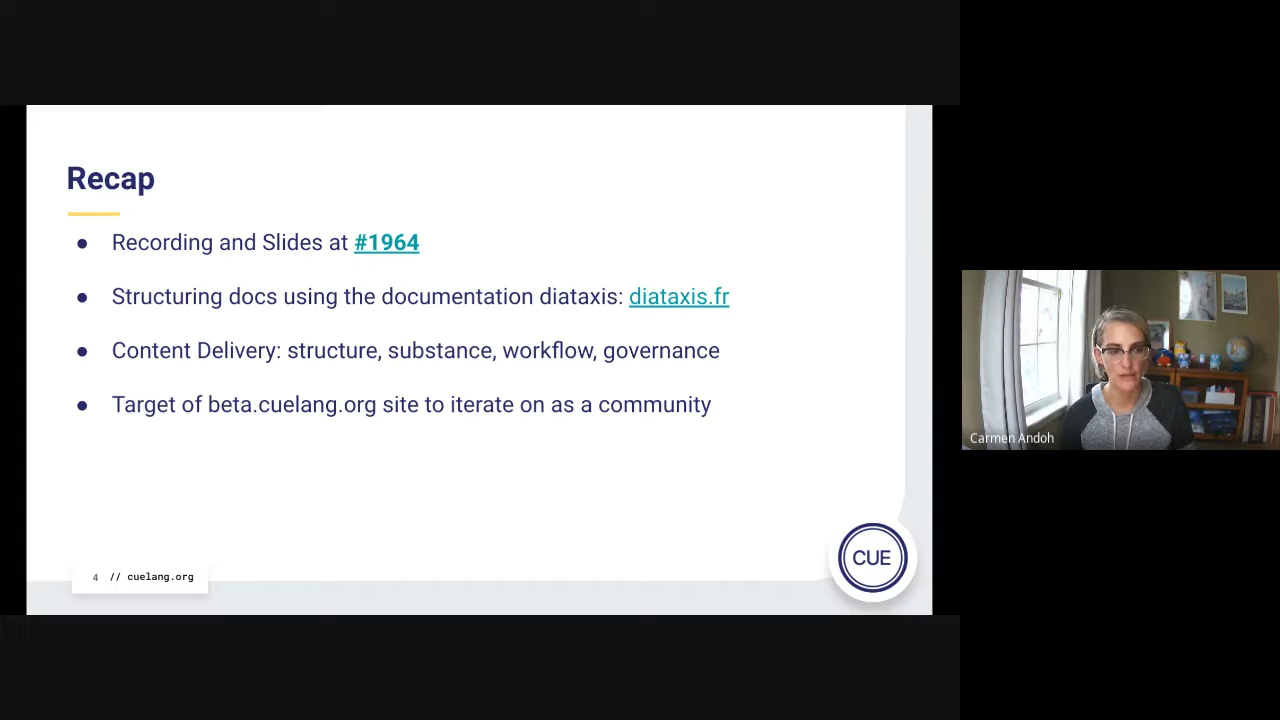 Recap
● Recording and Slides at #1964
● Structuring docs using the documentation diataxis: diataxis.fr
● Content Delivery: structure, substance, workflow, governance
● Target of beta.cuelang.org site to iterate on as a community
CUE
4 // cuelang.org
Carmen Andoh